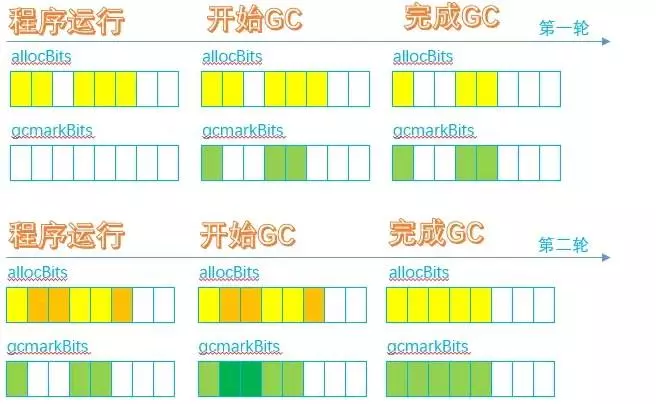 程序运行 开始GC 完成GC 第一轮
allocBits allocBits allocBits
gcmarkBits gcmarkBits gcmarkBits
程序运行 开始GC 完成GC 第二轮
allocBits allocBits allocBits
gcmarkBits gcmarkBits gcmarkBits